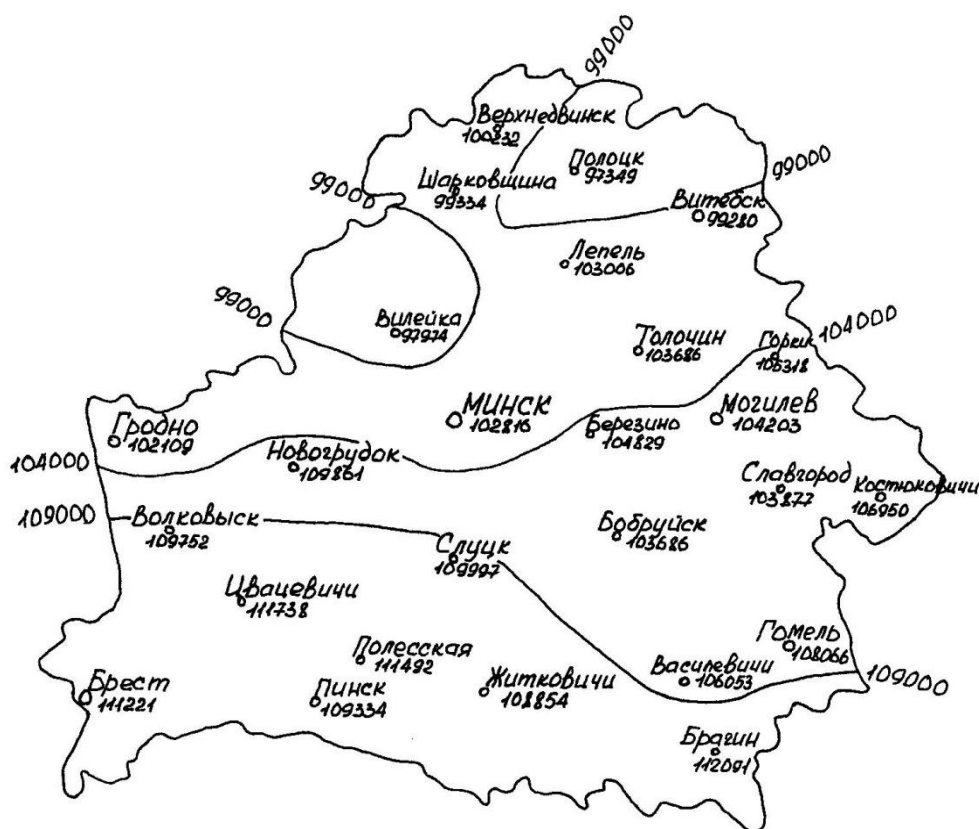 99000
Верхнедвинск
100232
Полоцк
97349
99000
99000
Шарковщина
99334
Витебск
99280
Лепель
103006
99000
Вилейка
97974
Толочин
103686
104000
Горки
105318
Гродно
102109
МИНСК
102816
Березино
104829
Могилев
104203
104000
Новогрудок
109861
Славгород
103877
Костюковичи
106950
109000
Волковыск
109752
Слуцк
109997
Бобруйск
103686
Цвацевичи
111738
Полесская
111492
Гомель
108066
Брест
111221
Пинск
109334
Житковичи
108854
Василевичи
106053
109000
Брагин
112091